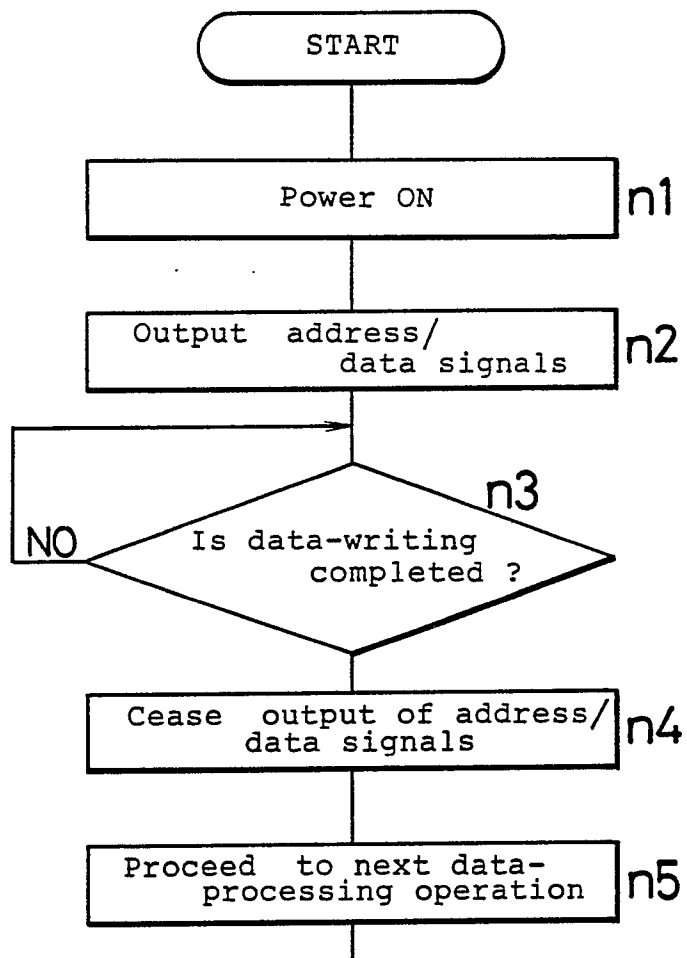 START
Power ON
n1
Output address/
data signals
n2
n3
NO
Is data-writing
completed ?
Cease output of address/
data signals
n4
Proceed to next data-
processing operation
n5